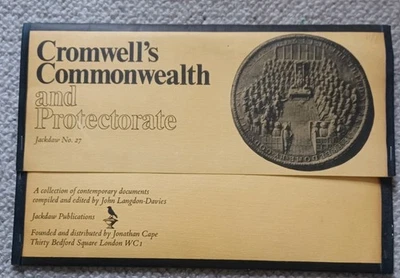 Cromwell's
Commonwealth
and
Protectorate
Jackdaw No. 27
A collection of contemporary documents
compiled and edited by John Langdon-Davies
Jackdaw Publications
Founded and distributed by Jonathan Cape
Thirty Bedford Square London WC1